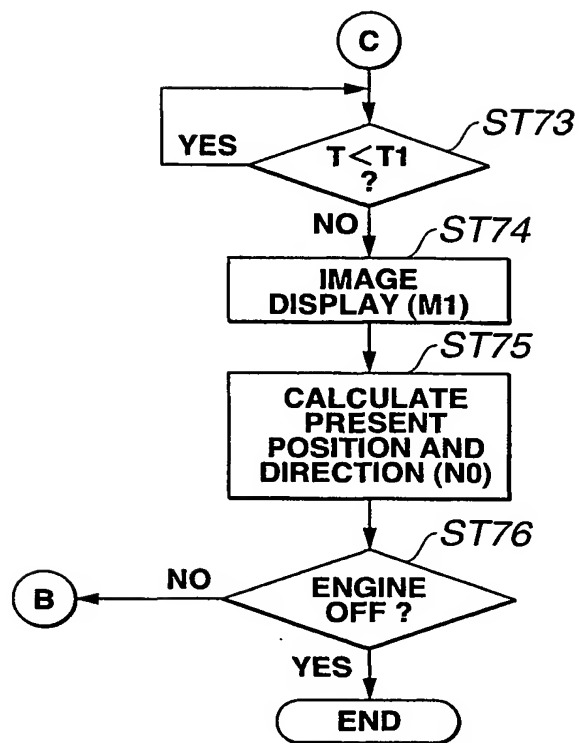 C
ST73
YES
T<T1
?
NO
ST74
IMAGE
DISPLAY (M1)
ST75
CALCULATE
PRESENT
POSITION AND
DIRECTION (N0)
ST76
NO
B
ENGINE
OFF ?
YES
END